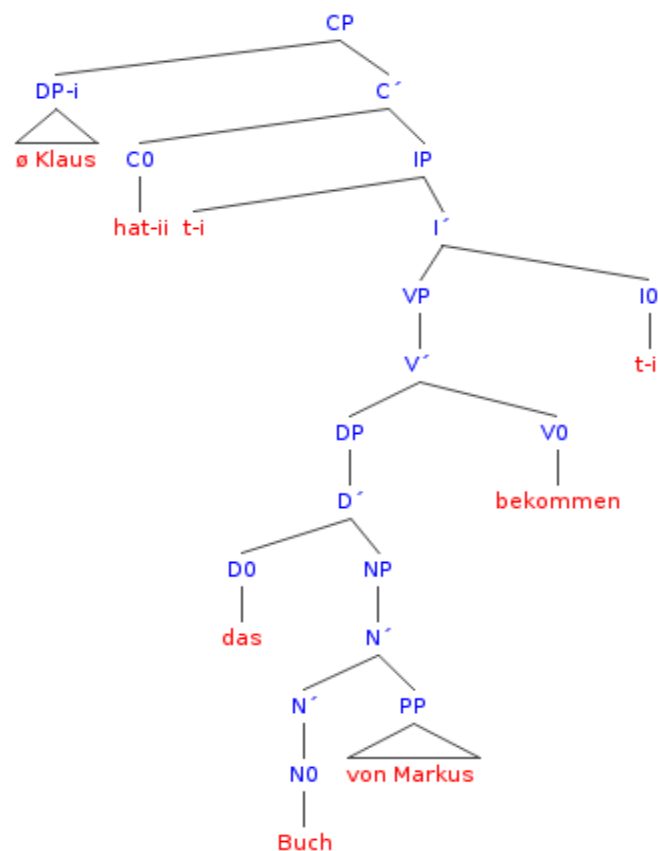 CP
DP-i C´
ø Klaus C0 IP
hat-ii t-i I´
VP I0
V´ t-i
DP V0
D´ bekommen
D0 NP
das N´
N´ PP
N0 von Markus
Buch